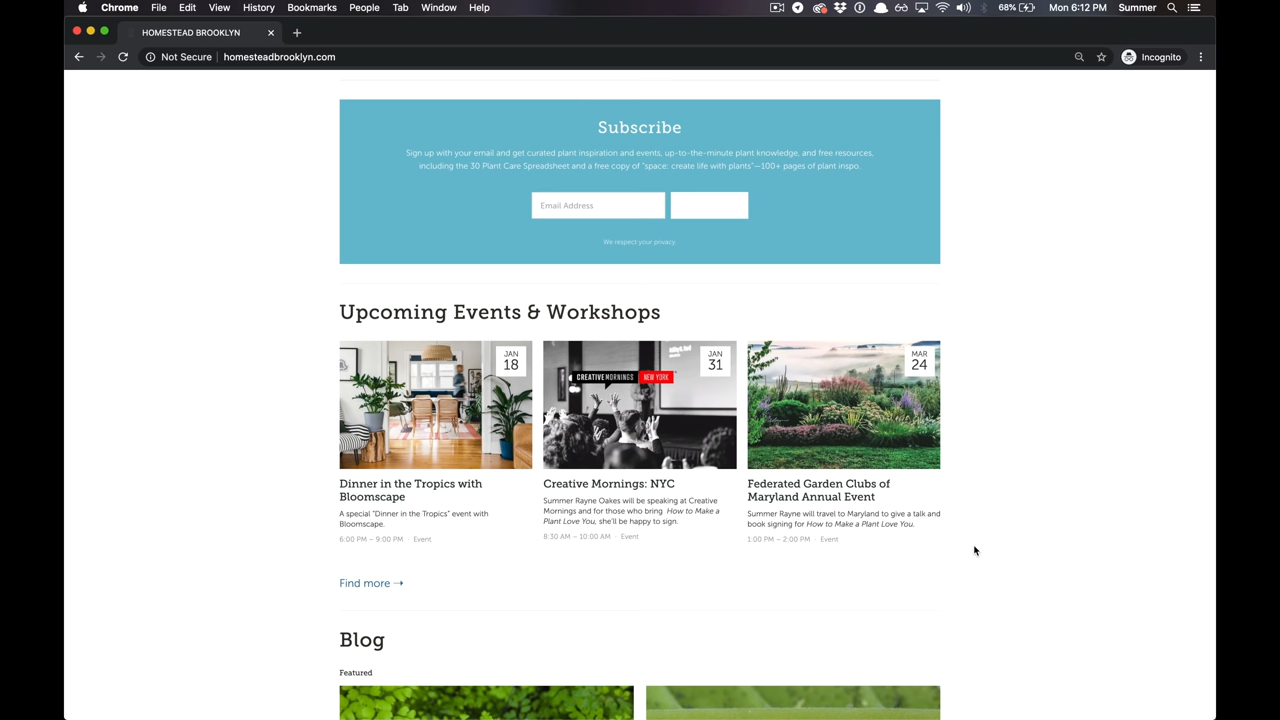 Chrome File Edit View History Bookmarks People Tab Window Help 68% Mon 6:12 PM Summer
HOMESTEAD BROOKLYN
Not Secure homesteadbrooklyn.com Incognito
Subscribe
Sign up with your email and get curated plant inspiration and events, up-to-the-minute plant knowledge, and free resources,
including the 30 Plant Care Spreadsheet and a free copy of "space: create life with plants"—100+ pages of plant inspo.
Email Address
We respect your privacy.
Upcoming Events & Workshops
JAN
18
JAN
31
CREATIVEMORNINGS NEW YORK
MAR
24
Dinner in the Tropics with
Bloomscape
A special "Dinner in the Tropics" event with
Bloomscape.
6:00 PM – 9:00 PM · Event
Creative Mornings: NYC
Summer Rayne Oakes will be speaking at Creative
Mornings and for those who bring How to Make a
Plant Love You, she'll be happy to sign.
8:30 AM – 10:00 AM · Event
Federated Garden Clubs of
Maryland Annual Event
Summer Rayne will travel to Maryland to give a talk and
book signing for How to Make a Plant Love You.
1:00 PM – 2:00 PM · Event
Find more →
Blog
Featured